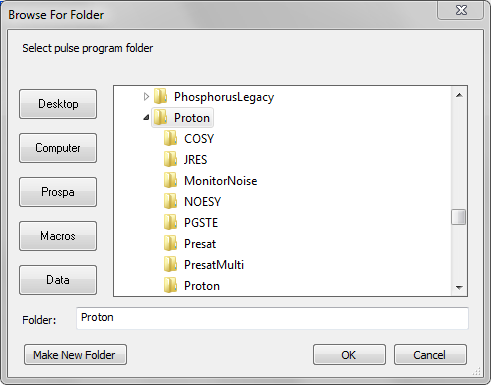 Browse For Folder
Select pulse program folder
Desktop
Computer
Prospa
Macros
Data
PhosphorusLegacy
Proton
COSY
JRES
MonitorNoise
NOESY
PGSTE
Presat
PresatMulti
Proton
Folder: Proton
Make New Folder OK Cancel